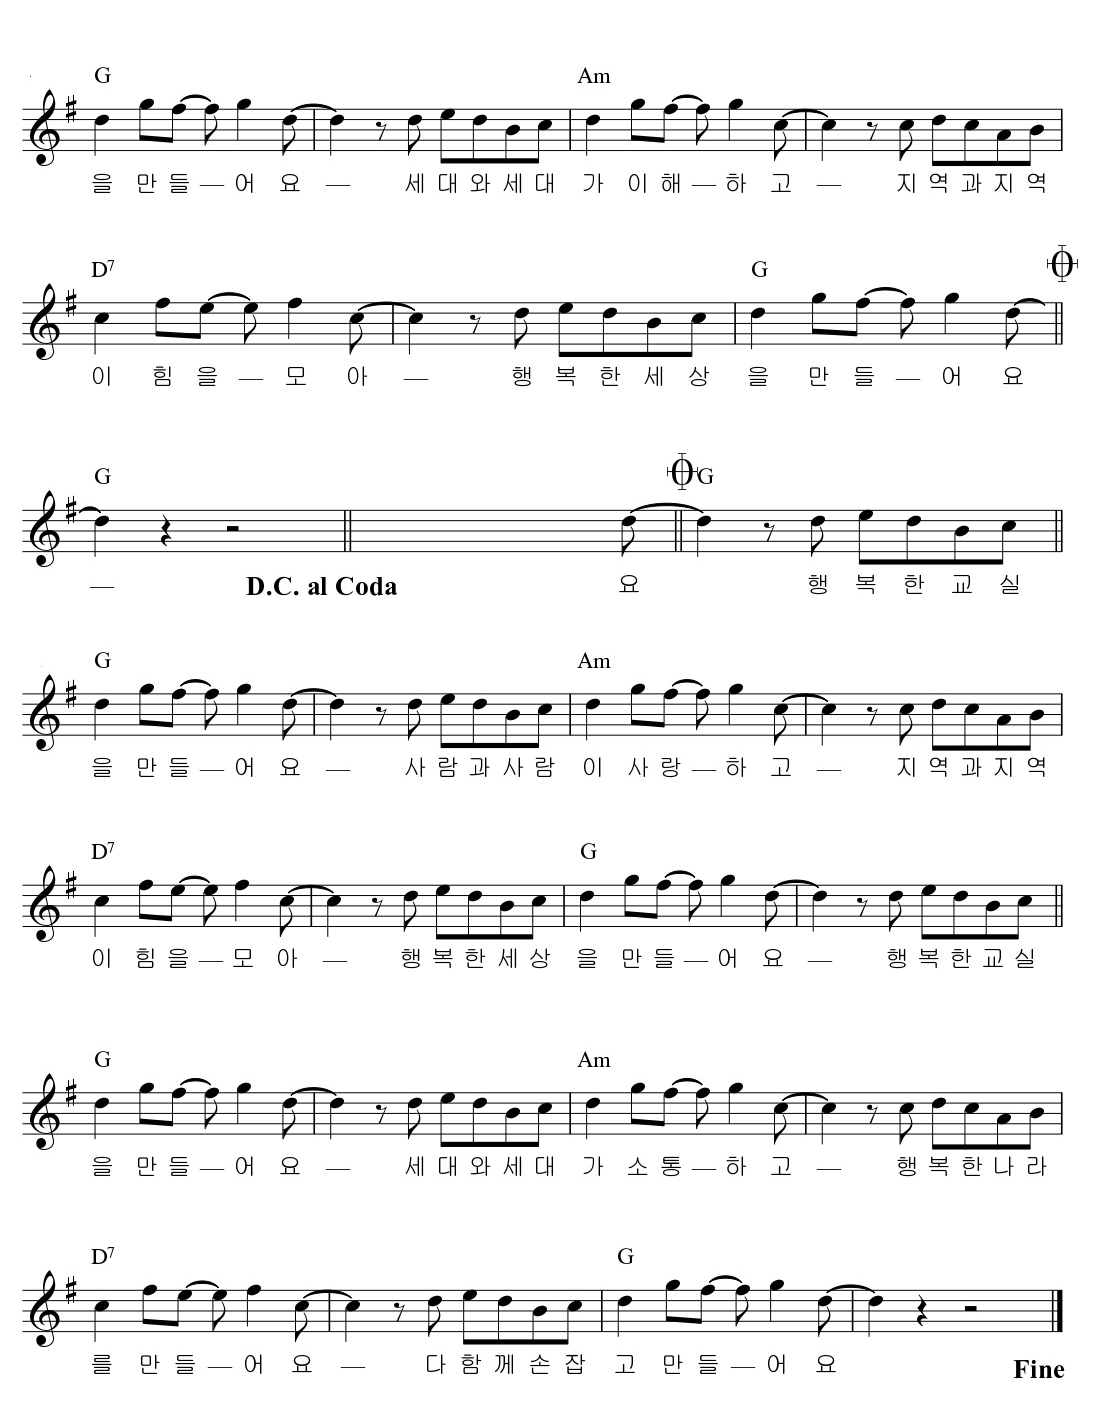 G Am
을 만 들 — 어 요 — 세 대 와 세 대 가 이 해 — 하 고 — 지 역 과 지 역
D7 G
이 힘 을 — 모 아 — 행 복 한 세 상 을 만 들 — 어 요
G G
— D.C. al Coda 요 행 복 한 교 실
G Am
을 만 들 — 어 요 — 사 람 과 사 람 이 사 랑 — 하 고 — 지 역 과 지 역
D7 G
이 힘 을 — 모 아 — 행 복 한 세 상 을 만 들 — 어 요 — 행 복 한 교 실
G Am
을 만 들 — 어 요 — 세 대 와 세 대 가 소 통 — 하 고 — 행 복 한 나 라
D7 G
를 만 들 — 어 요 — 다 함 께 손 잡 고 만 들 — 어 요
Fine